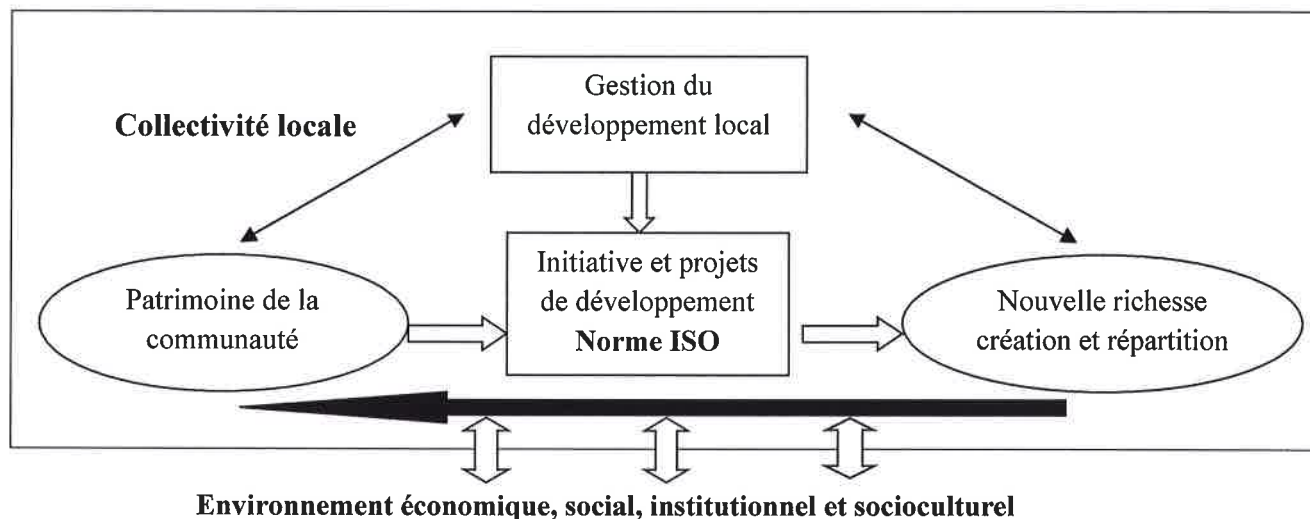 Gestion du
développement local
Collectivité locale
Initiative et projets
de développement
Norme ISO
Patrimoine de la
communauté
Nouvelle richesse
création et répartition
Environnement économique, social, institutionnel et socioculturel